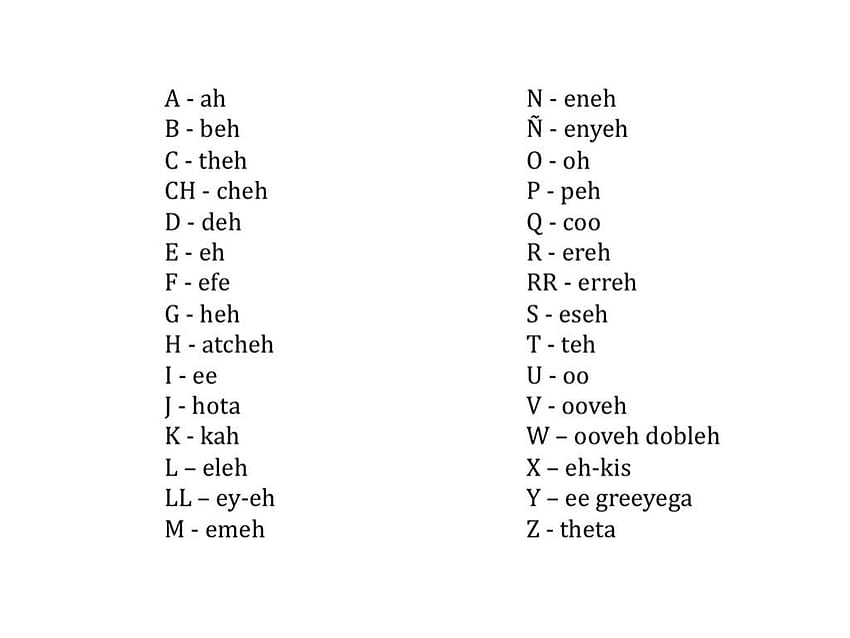 A - ah
B - beh
C - theh
CH - cheh
D - deh
E - eh
F - efe
G - heh
H - atcheh
I - ee
J - hota
K - kah
L – eleh
LL – ey-eh
M - emeh
N - eneh
Ñ - enyeh
O - oh
P - peh
Q - coo
R - ereh
RR - erreh
S - eseh
T - teh
U - oo
V - ooveh
W – ooveh dobleh
X – eh-kis
Y – ee greeyega
Z - theta